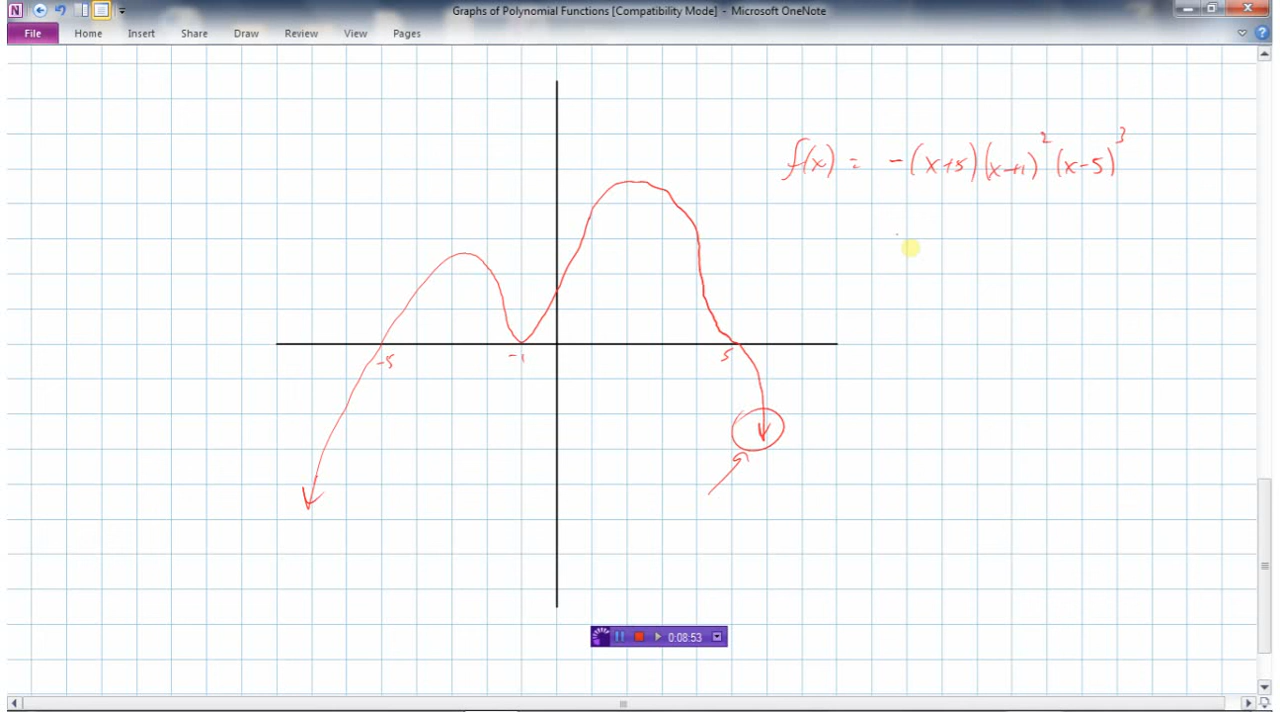 Graphs of Polynomial Functions [Compatibility Mode] - Microsoft OneNote
File Home Insert Share Draw Review View Pages
f(x) = -(x+5)(x+1)²(x-5)³
-5 -1 5
0:08:53